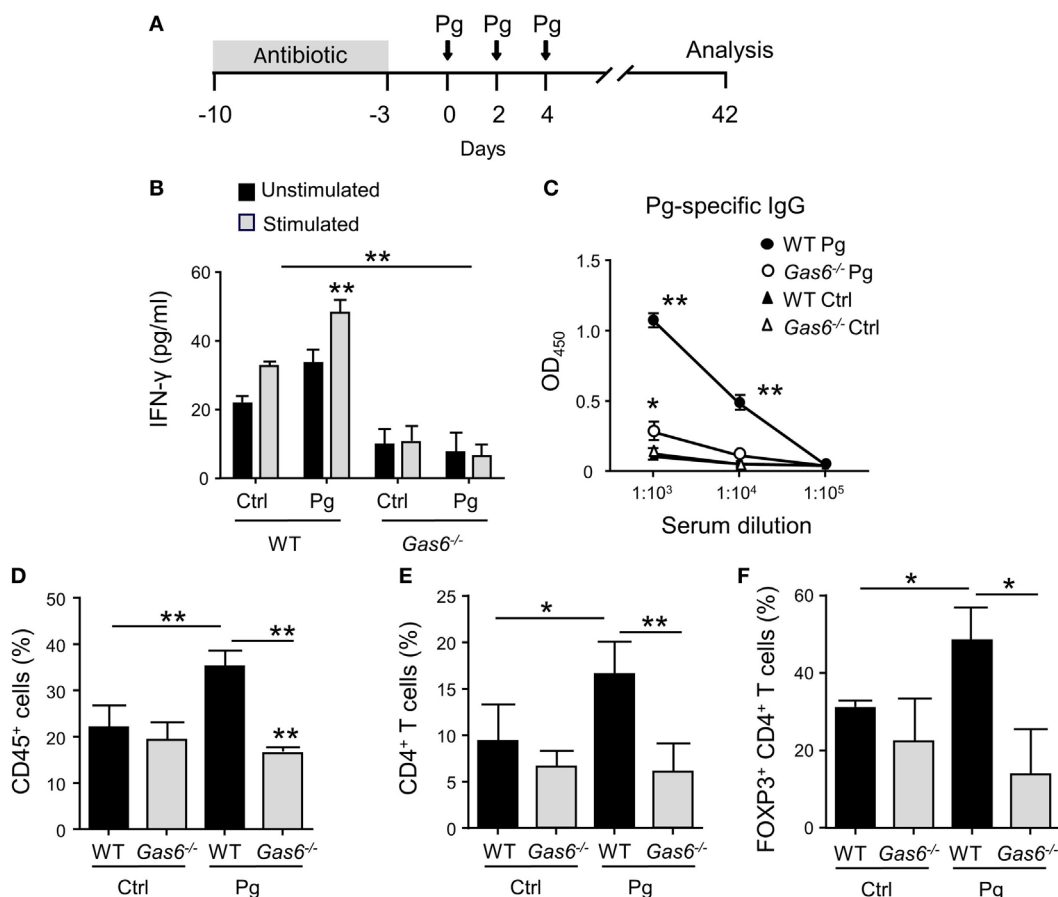 A
Pg Pg Pg
Antibiotic
Analysis
-10 -3 0 2 4 42
Days
B
Unstimulated
Stimulated
**
**
IFN-γ (pg/ml)
60
40
20
0
Ctrl Pg Ctrl Pg
WT Gas6-/-
C
Pg-specific IgG
WT Pg
Gas6-/- Pg
WT Ctrl
Gas6-/- Ctrl
OD450
1.5
1.0
0.5
0
**
**
*
1:10³ 1:10⁴ 1:10⁵
Serum dilution
D
CD45+ cells (%)
50
40
30
20
10
0
**
**
**
WT Gas6-/- WT Gas6-/-
Ctrl Pg
E
CD4+ T cells (%)
25
20
15
10
5
0
*
**
WT Gas6-/- WT Gas6-/-
Ctrl Pg
F
FOXP3+ CD4+ T cells (%)
60
40
20
0
*
*
WT Gas6-/- WT Gas6-/-
Ctrl Pg